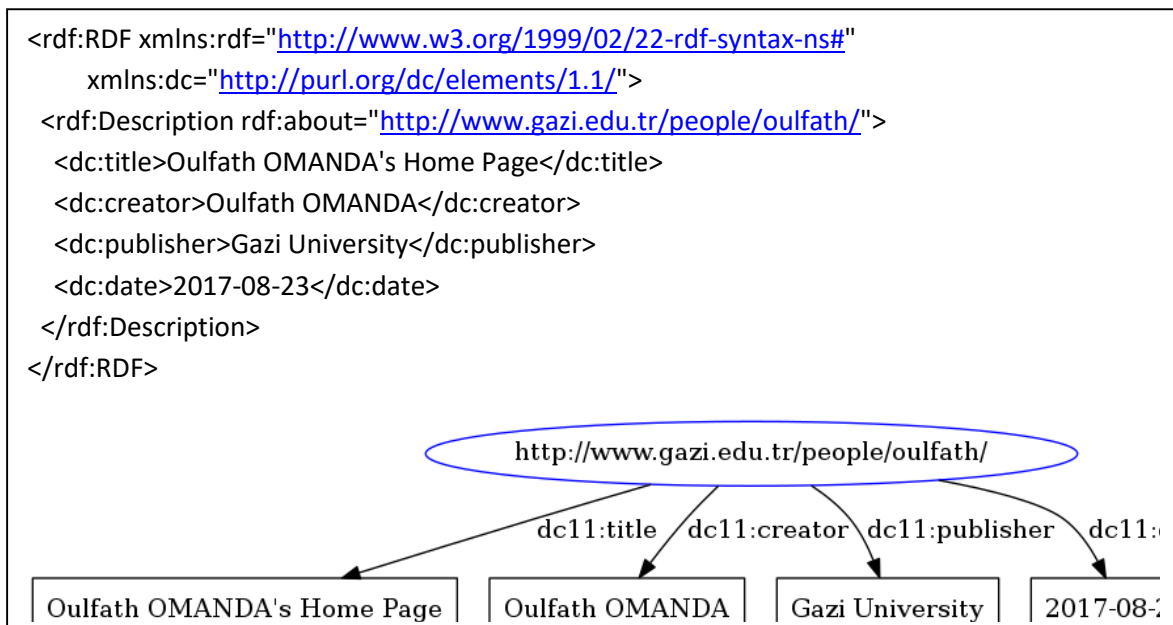 <rdf:RDF xmlns:rdf="http://www.w3.org/1999/02/22-rdf-syntax-ns#"
xmlns:dc="http://purl.org/dc/elements/1.1/">
<rdf:Description rdf:about="http://www.gazi.edu.tr/people/oulfath/">
<dc:title>Oulfath OMANDA's Home Page</dc:title>
<dc:creator>Oulfath OMANDA</dc:creator>
<dc:publisher>Gazi University</dc:publisher>
<dc:date>2017-08-23</dc:date>
</rdf:Description>
</rdf:RDF>
http://www.gazi.edu.tr/people/oulfath/
dc11:title dc11:creator dc11:publisher dc11:
Oulfath OMANDA's Home Page Oulfath OMANDA Gazi University 2017-08-